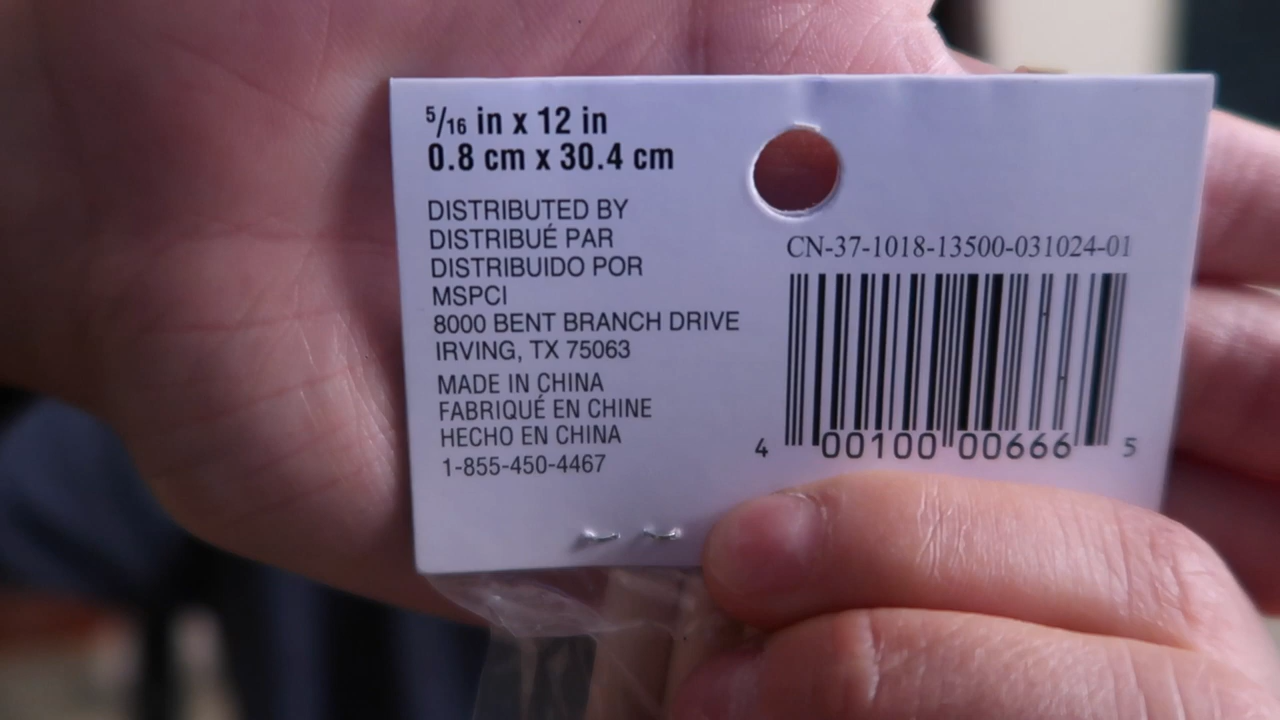 5/16 in x 12 in
0.8 cm x 30.4 cm
DISTRIBUTED BY
DISTRIBUÉ PAR
DISTRIBUIDO POR
MSPCI
8000 BENT BRANCH DRIVE
IRVING, TX 75063
MADE IN CHINA
FABRIQUÉ EN CHINE
HECHO EN CHINA
1-855-450-4467
CN-37-1018-13500-031024-01
4 00100 00666 5